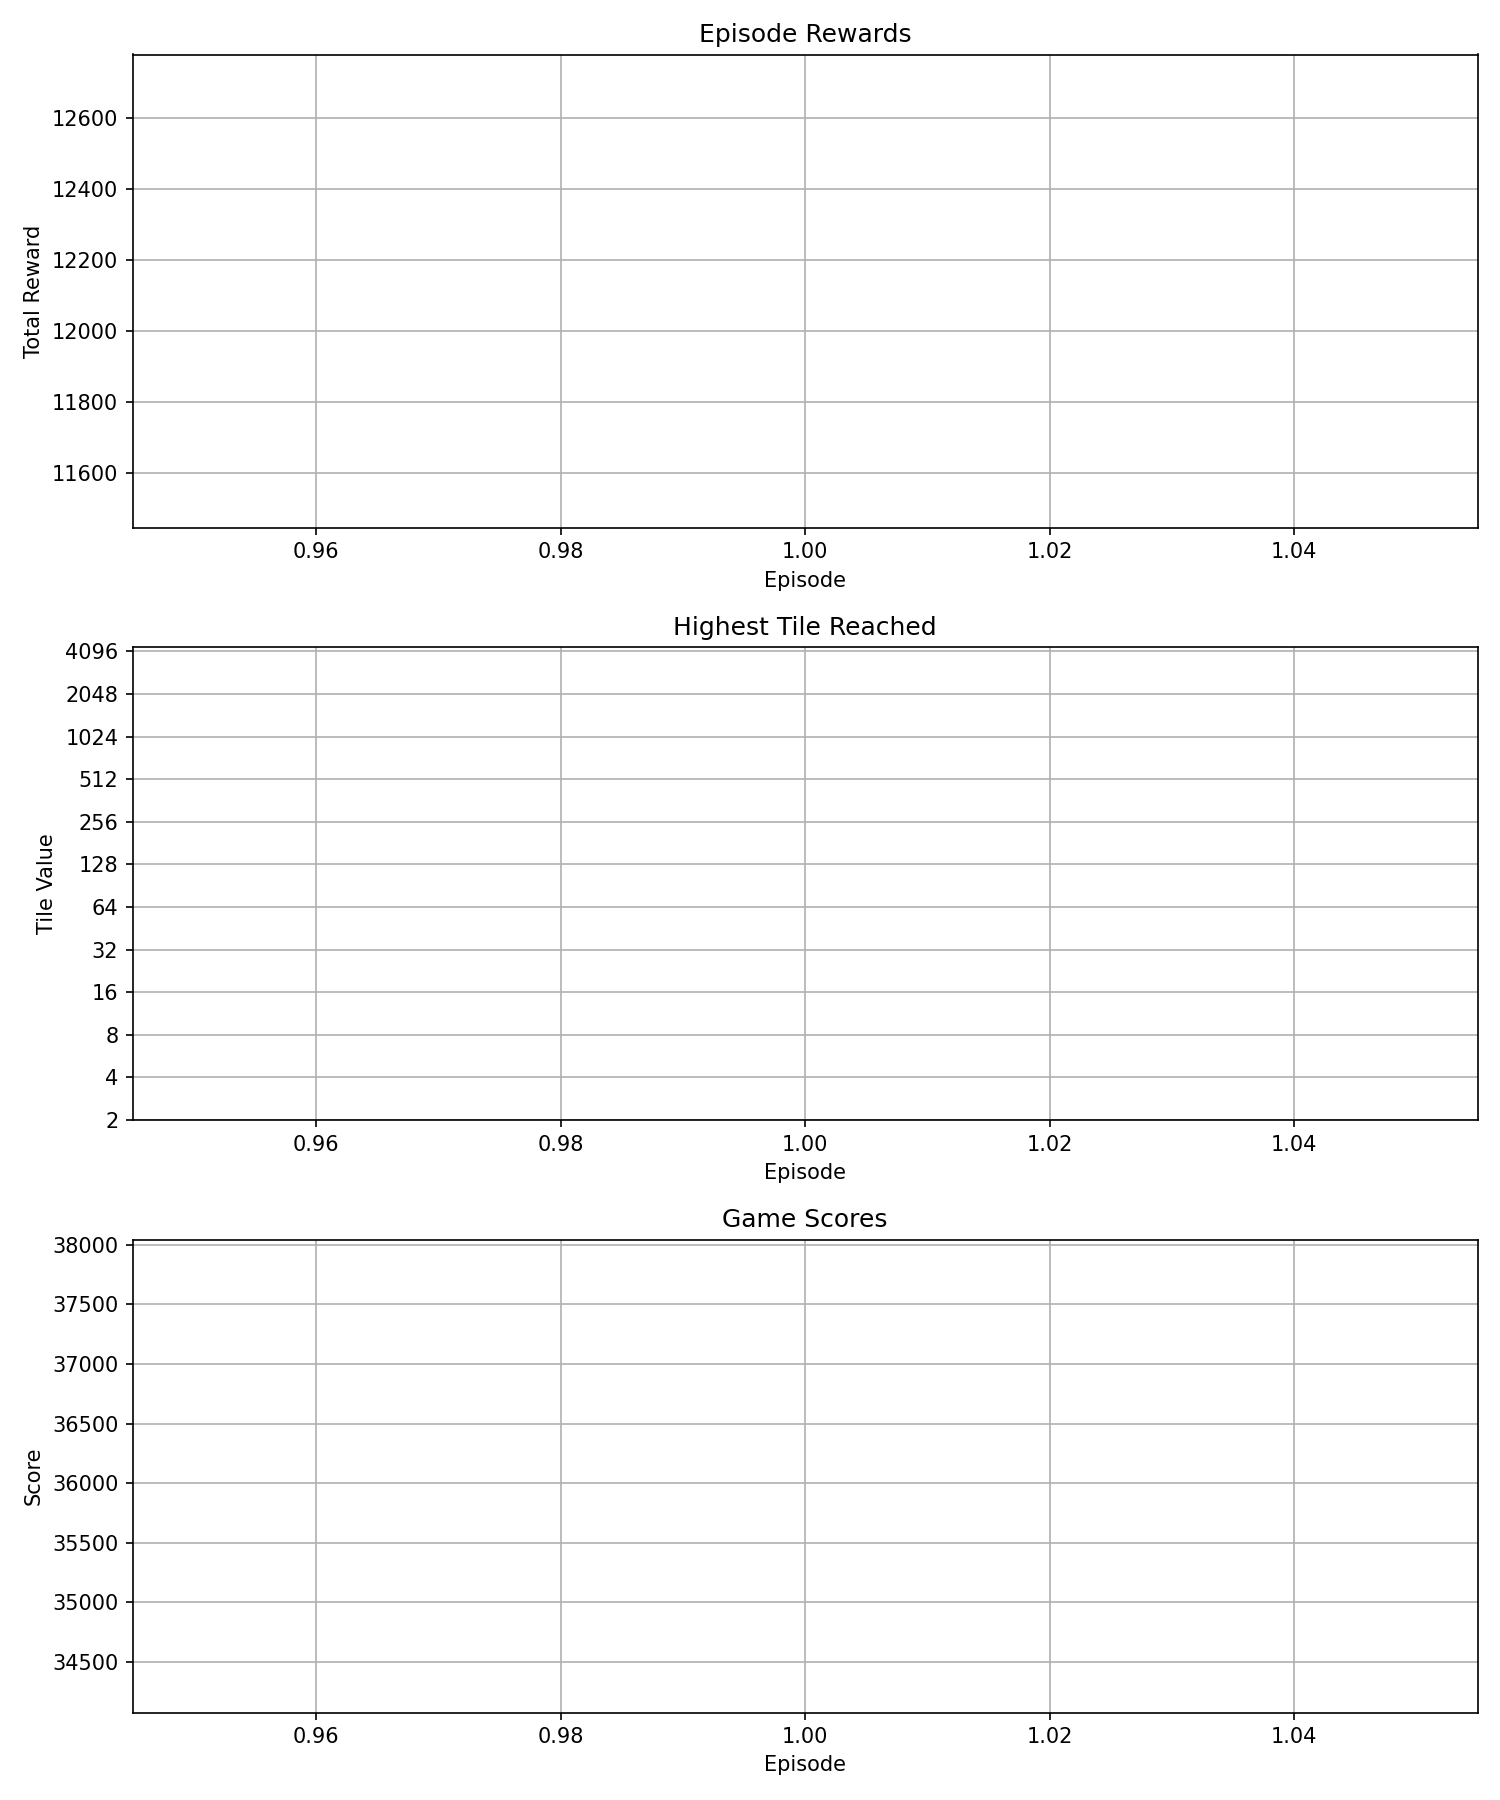 Episode Rewards
12600
12400
12200
12000
11800
11600
Total Reward
0.96 0.98 1.00 1.02 1.04
Episode
Highest Tile Reached
4096
2048
1024
512
256
128
64
32
16
8
4
2
Tile Value
0.96 0.98 1.00 1.02 1.04
Episode
Game Scores
38000
37500
37000
36500
36000
35500
35000
34500
Score
0.96 0.98 1.00 1.02 1.04
Episode